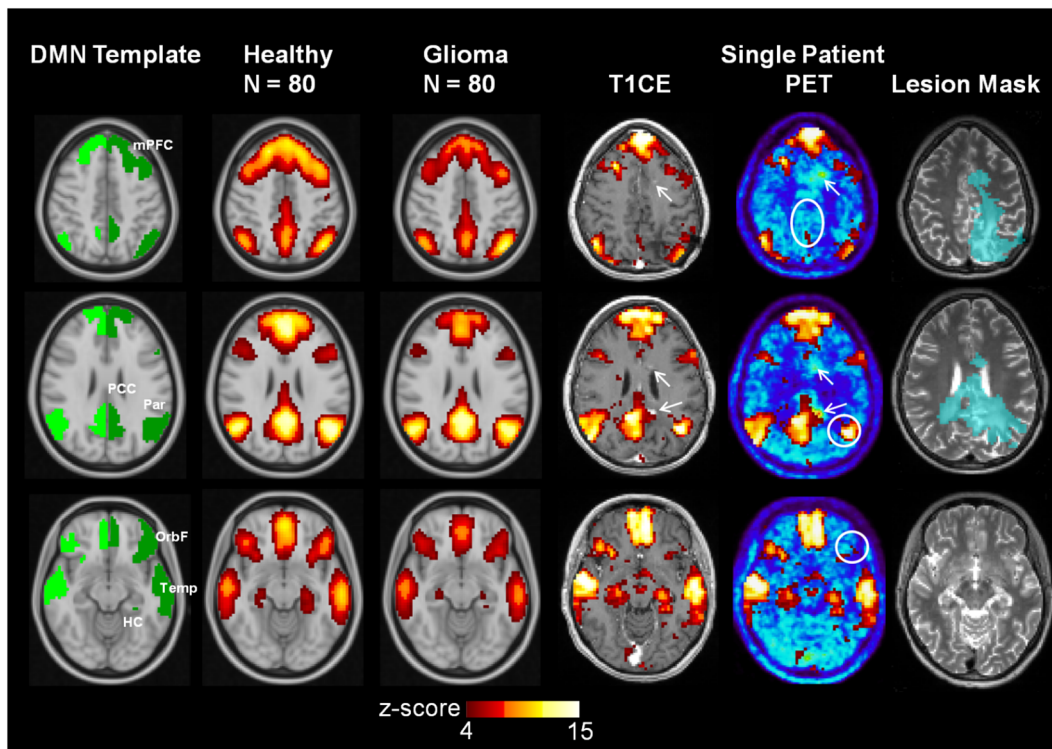 DMN Template
Healthy
N = 80
Glioma
N = 80
T1CE
Single Patient
PET
Lesion Mask
mPFC
PCC
Par
OrbF
Temp
HC
z-score
4
15